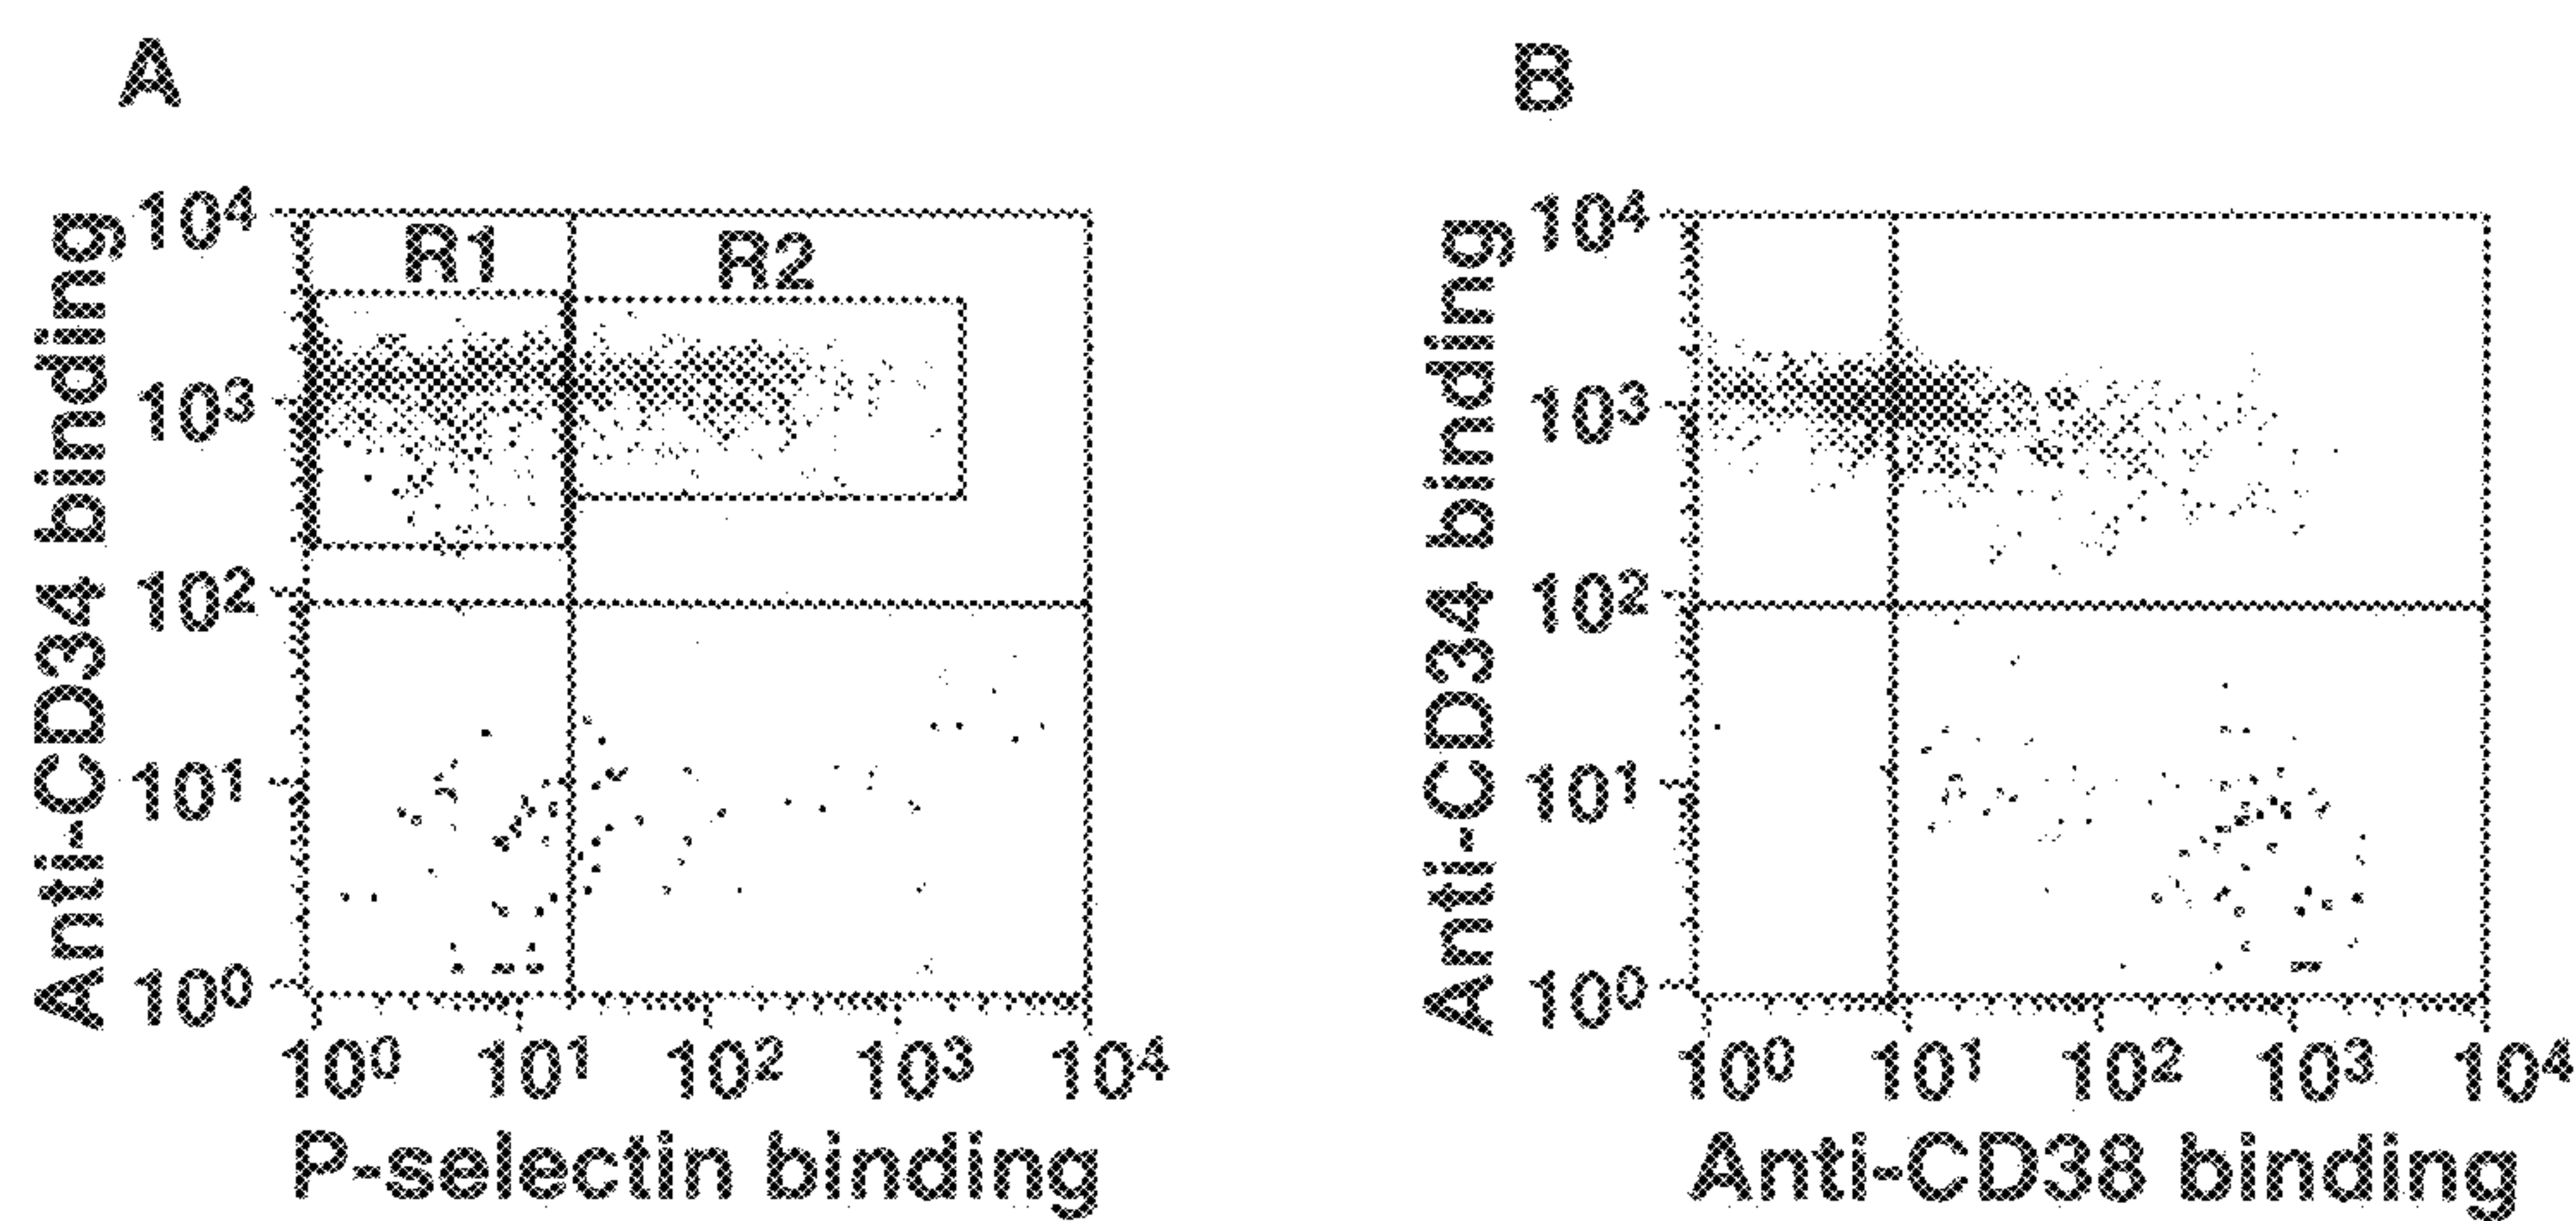 A
B
Anti-CD34 binding
10⁴
10³
10²
10¹
10⁰
R1
R2
10⁰ 10¹ 10² 10³ 10⁴
P-selectin binding
Anti-CD34 binding
10⁴
10³
10²
10¹
10⁰
10⁰ 10¹ 10² 10³ 10⁴
Anti-CD38 binding